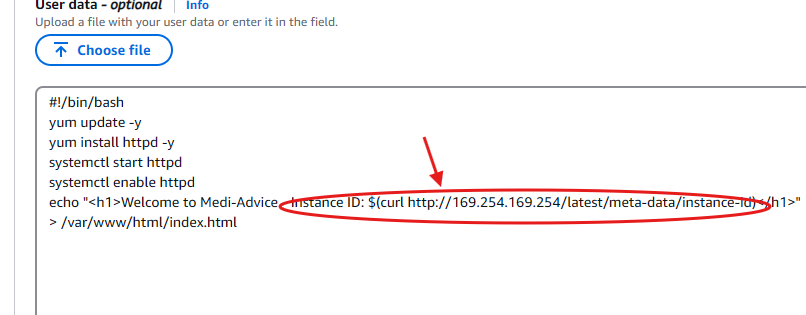 User data - optional Info
Upload a file with your user data or enter it in the field.
Choose file
#!/bin/bash
yum update -y
yum install httpd -y
systemctl start httpd
systemctl enable httpd
echo "<h1>Welcome to Medi-Advice - Instance ID: $(curl http://169.254.169.254/latest/meta-data/instance-id)</h1>"
> /var/www/html/index.html